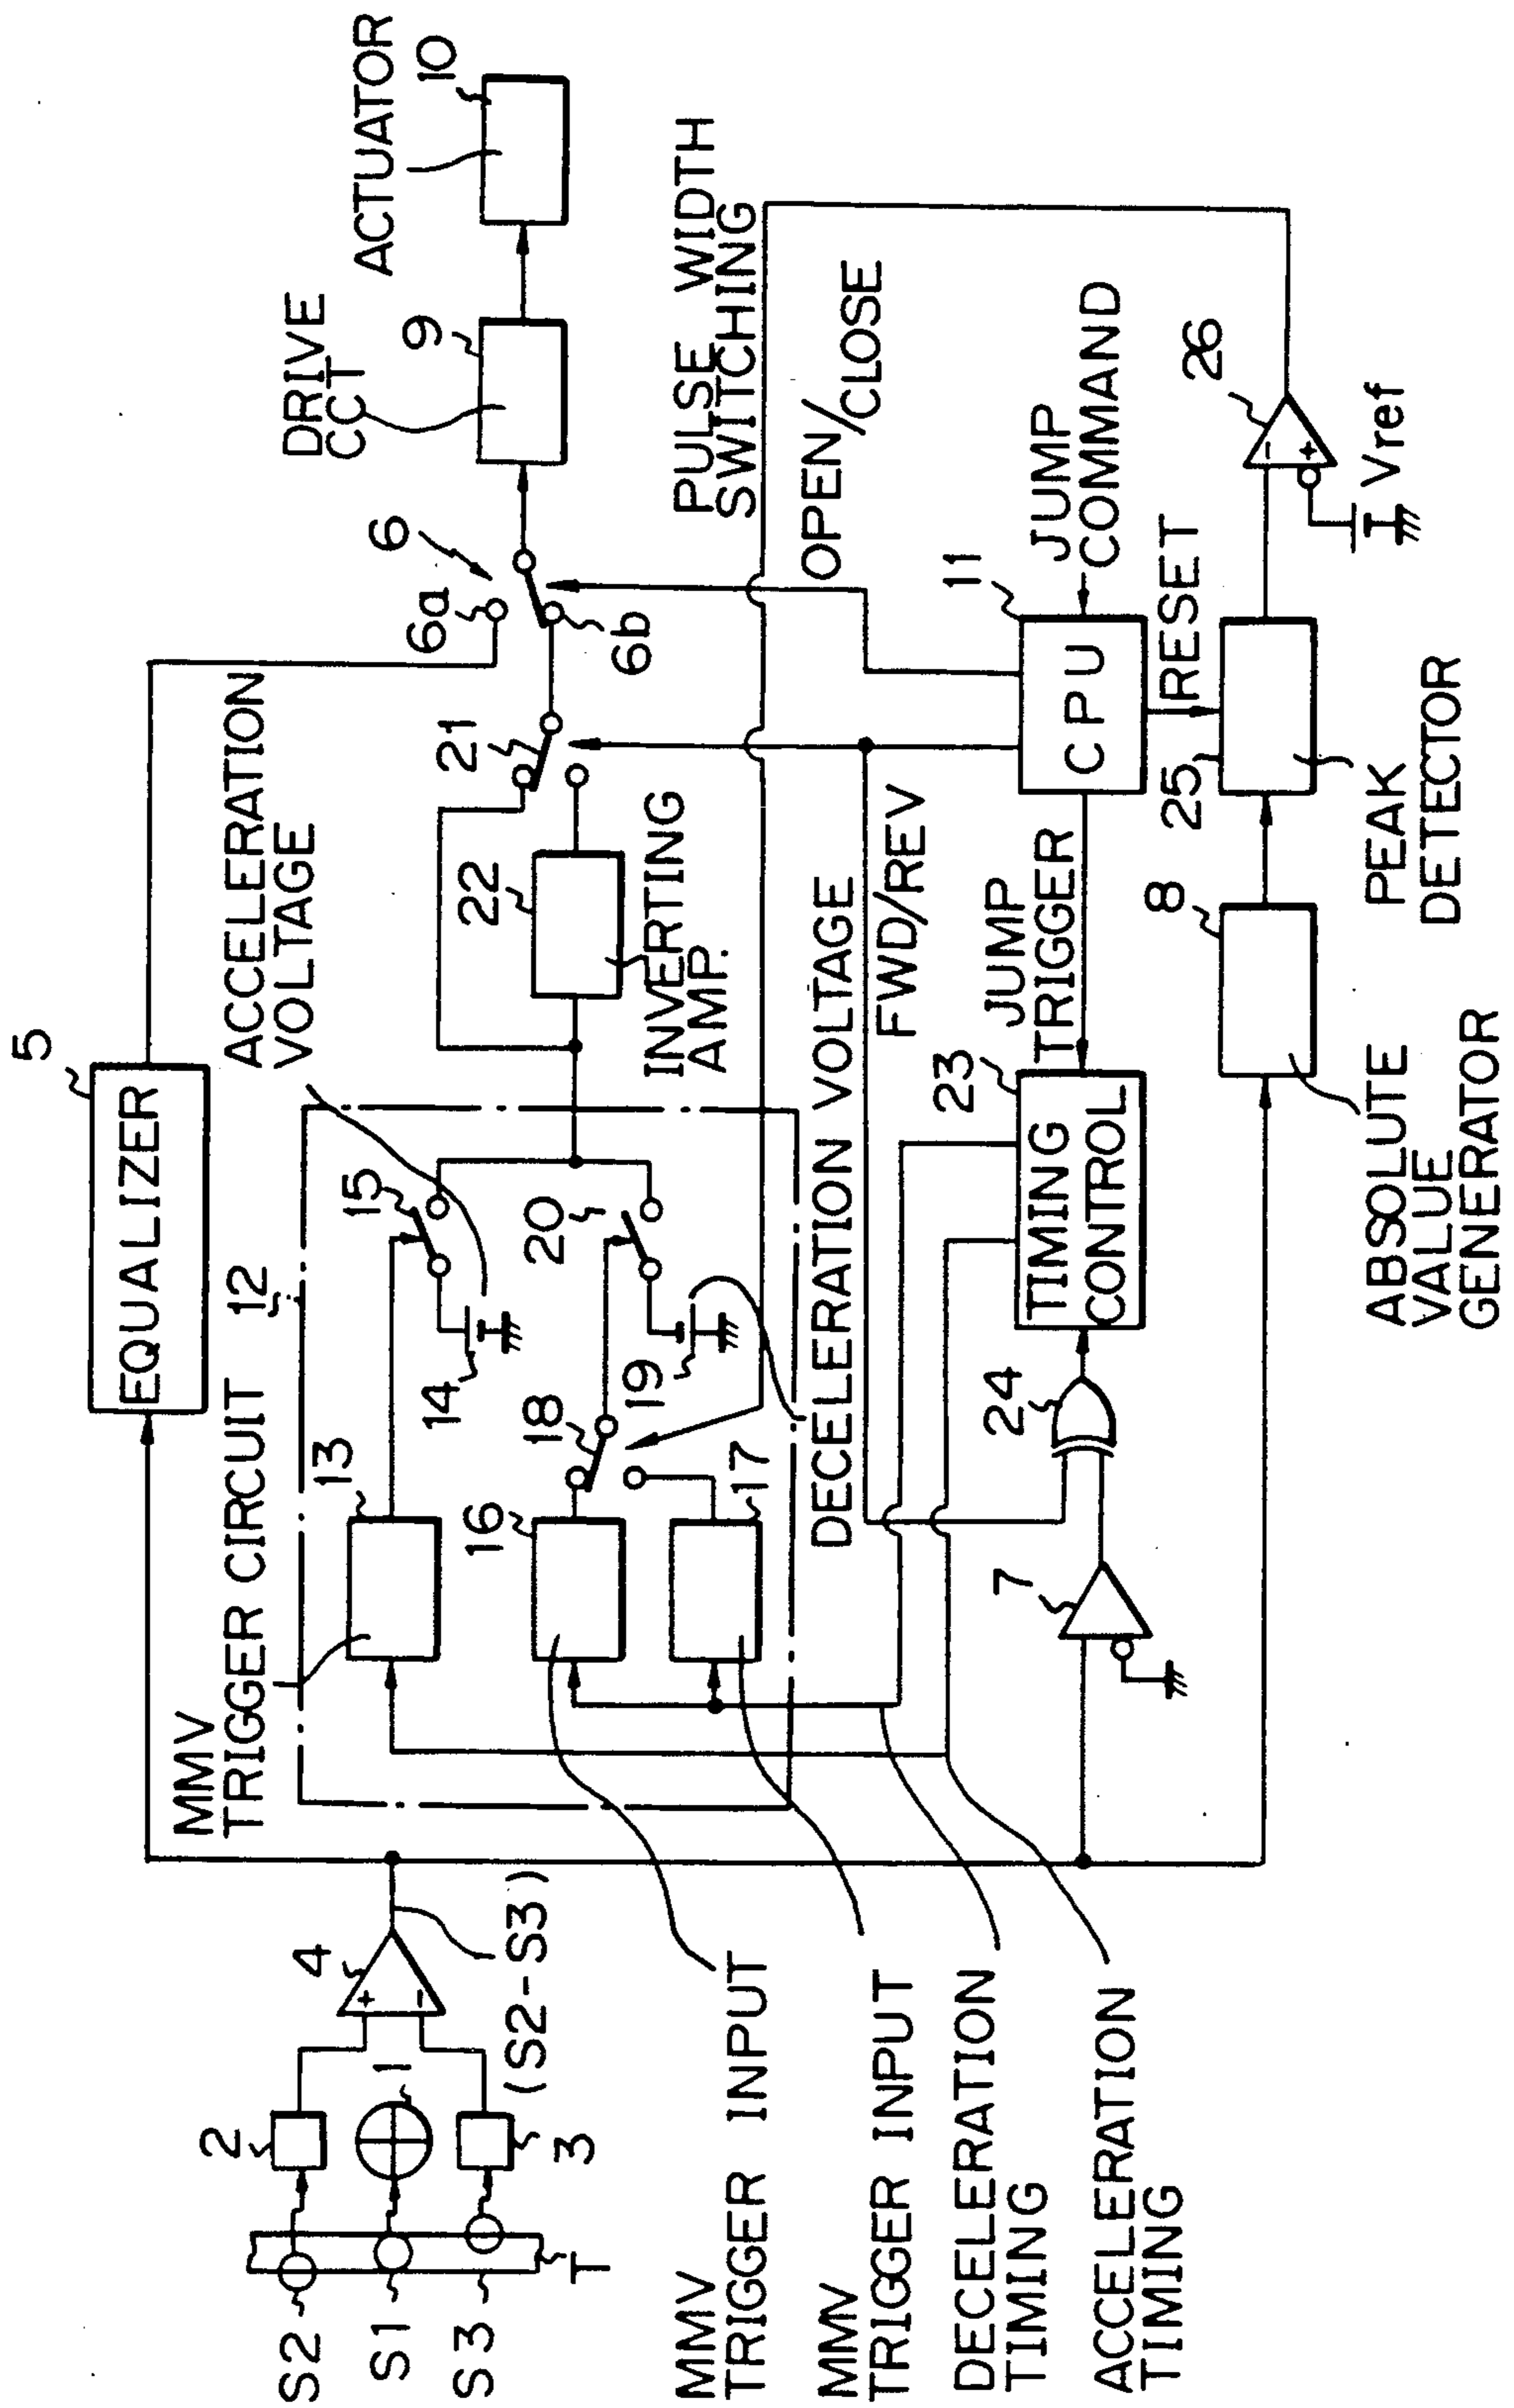 5
EQUALIZER
ACCELERATION
VOLTAGE
DRIVE
CCT
9
ACTUATOR
10
MMV
TRIGGER CIRCUIT
12
13
15
14
6
6a
6b
21
22
INVERTING
AMP.
PULSE WIDTH
SWITCHING
16
18
20
19
17
DECELERATION VOLTAGE
OPEN/CLOSE
FWD/REV
4
+
−
(S2-S3)
2
1
3
S2
S1
S3
T
7
24
23
TIMING
CONTROL
JUMP
TRIGGER
11
CPU
JUMP
COMMAND
RESET
26
−
+
Vref
8
25
ABSOLUTE
VALUE
GENERATOR
PEAK
DETECTOR
MMV
TRIGGER INPUT
MMV
TRIGGER INPUT
DECELERATION
TIMING
ACCELERATION
TIMING